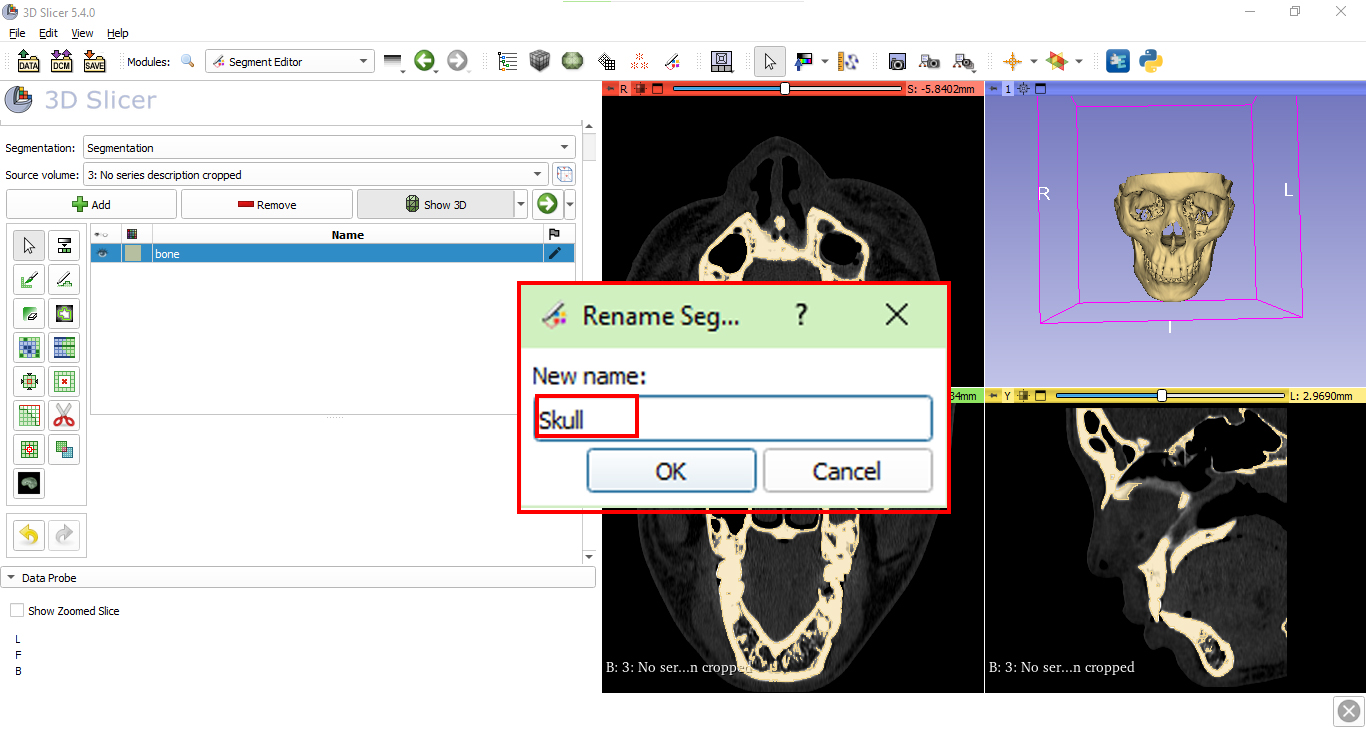 3D Slicer 5.4.0
File Edit View Help
DATA DCM SAVE Modules: Segment Editor
3D Slicer
R S: -5.8402mm 1
Segmentation: Segmentation
Source volume: 3: No series description cropped
Add Remove Show 3D
Name
bone
R L
I
Rename Seg... ?
New name:
Skull
OK Cancel
34mm Y L: 2.9690mm
Data Probe
Show Zoomed Slice
L
F
B
B: 3: No ser...n cropped B: 3: No ser...n cropped